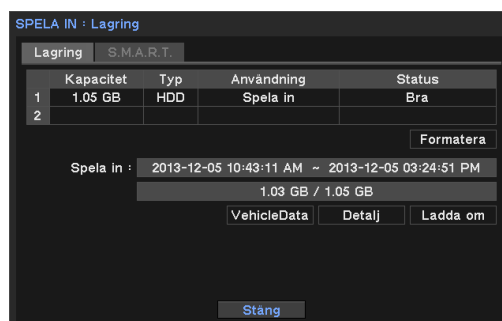 SPELA IN : Lagring
Lagring S.M.A.R.T.
Kapacitet Typ Användning Status
1 1.05 GB HDD Spela in Bra
2
Formatera
Spela in : 2013-12-05 10:43:11 AM ~ 2013-12-05 03:24:51 PM
1.03 GB / 1.05 GB
VehicleData Detalj Ladda om
Stäng